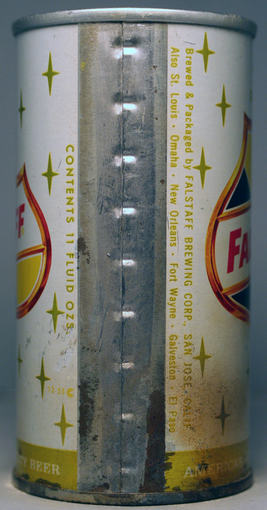 Brewed & Packaged by FALSTAFF BREWING CORP., SAN JOSE, CALIF.
Also St. Louis · Omaha · New Orleans · Fort Wayne · Galveston · El Paso
CONTENTS 11 FLUID OZS.
FF
FA
Y BEER
AMERICA'S